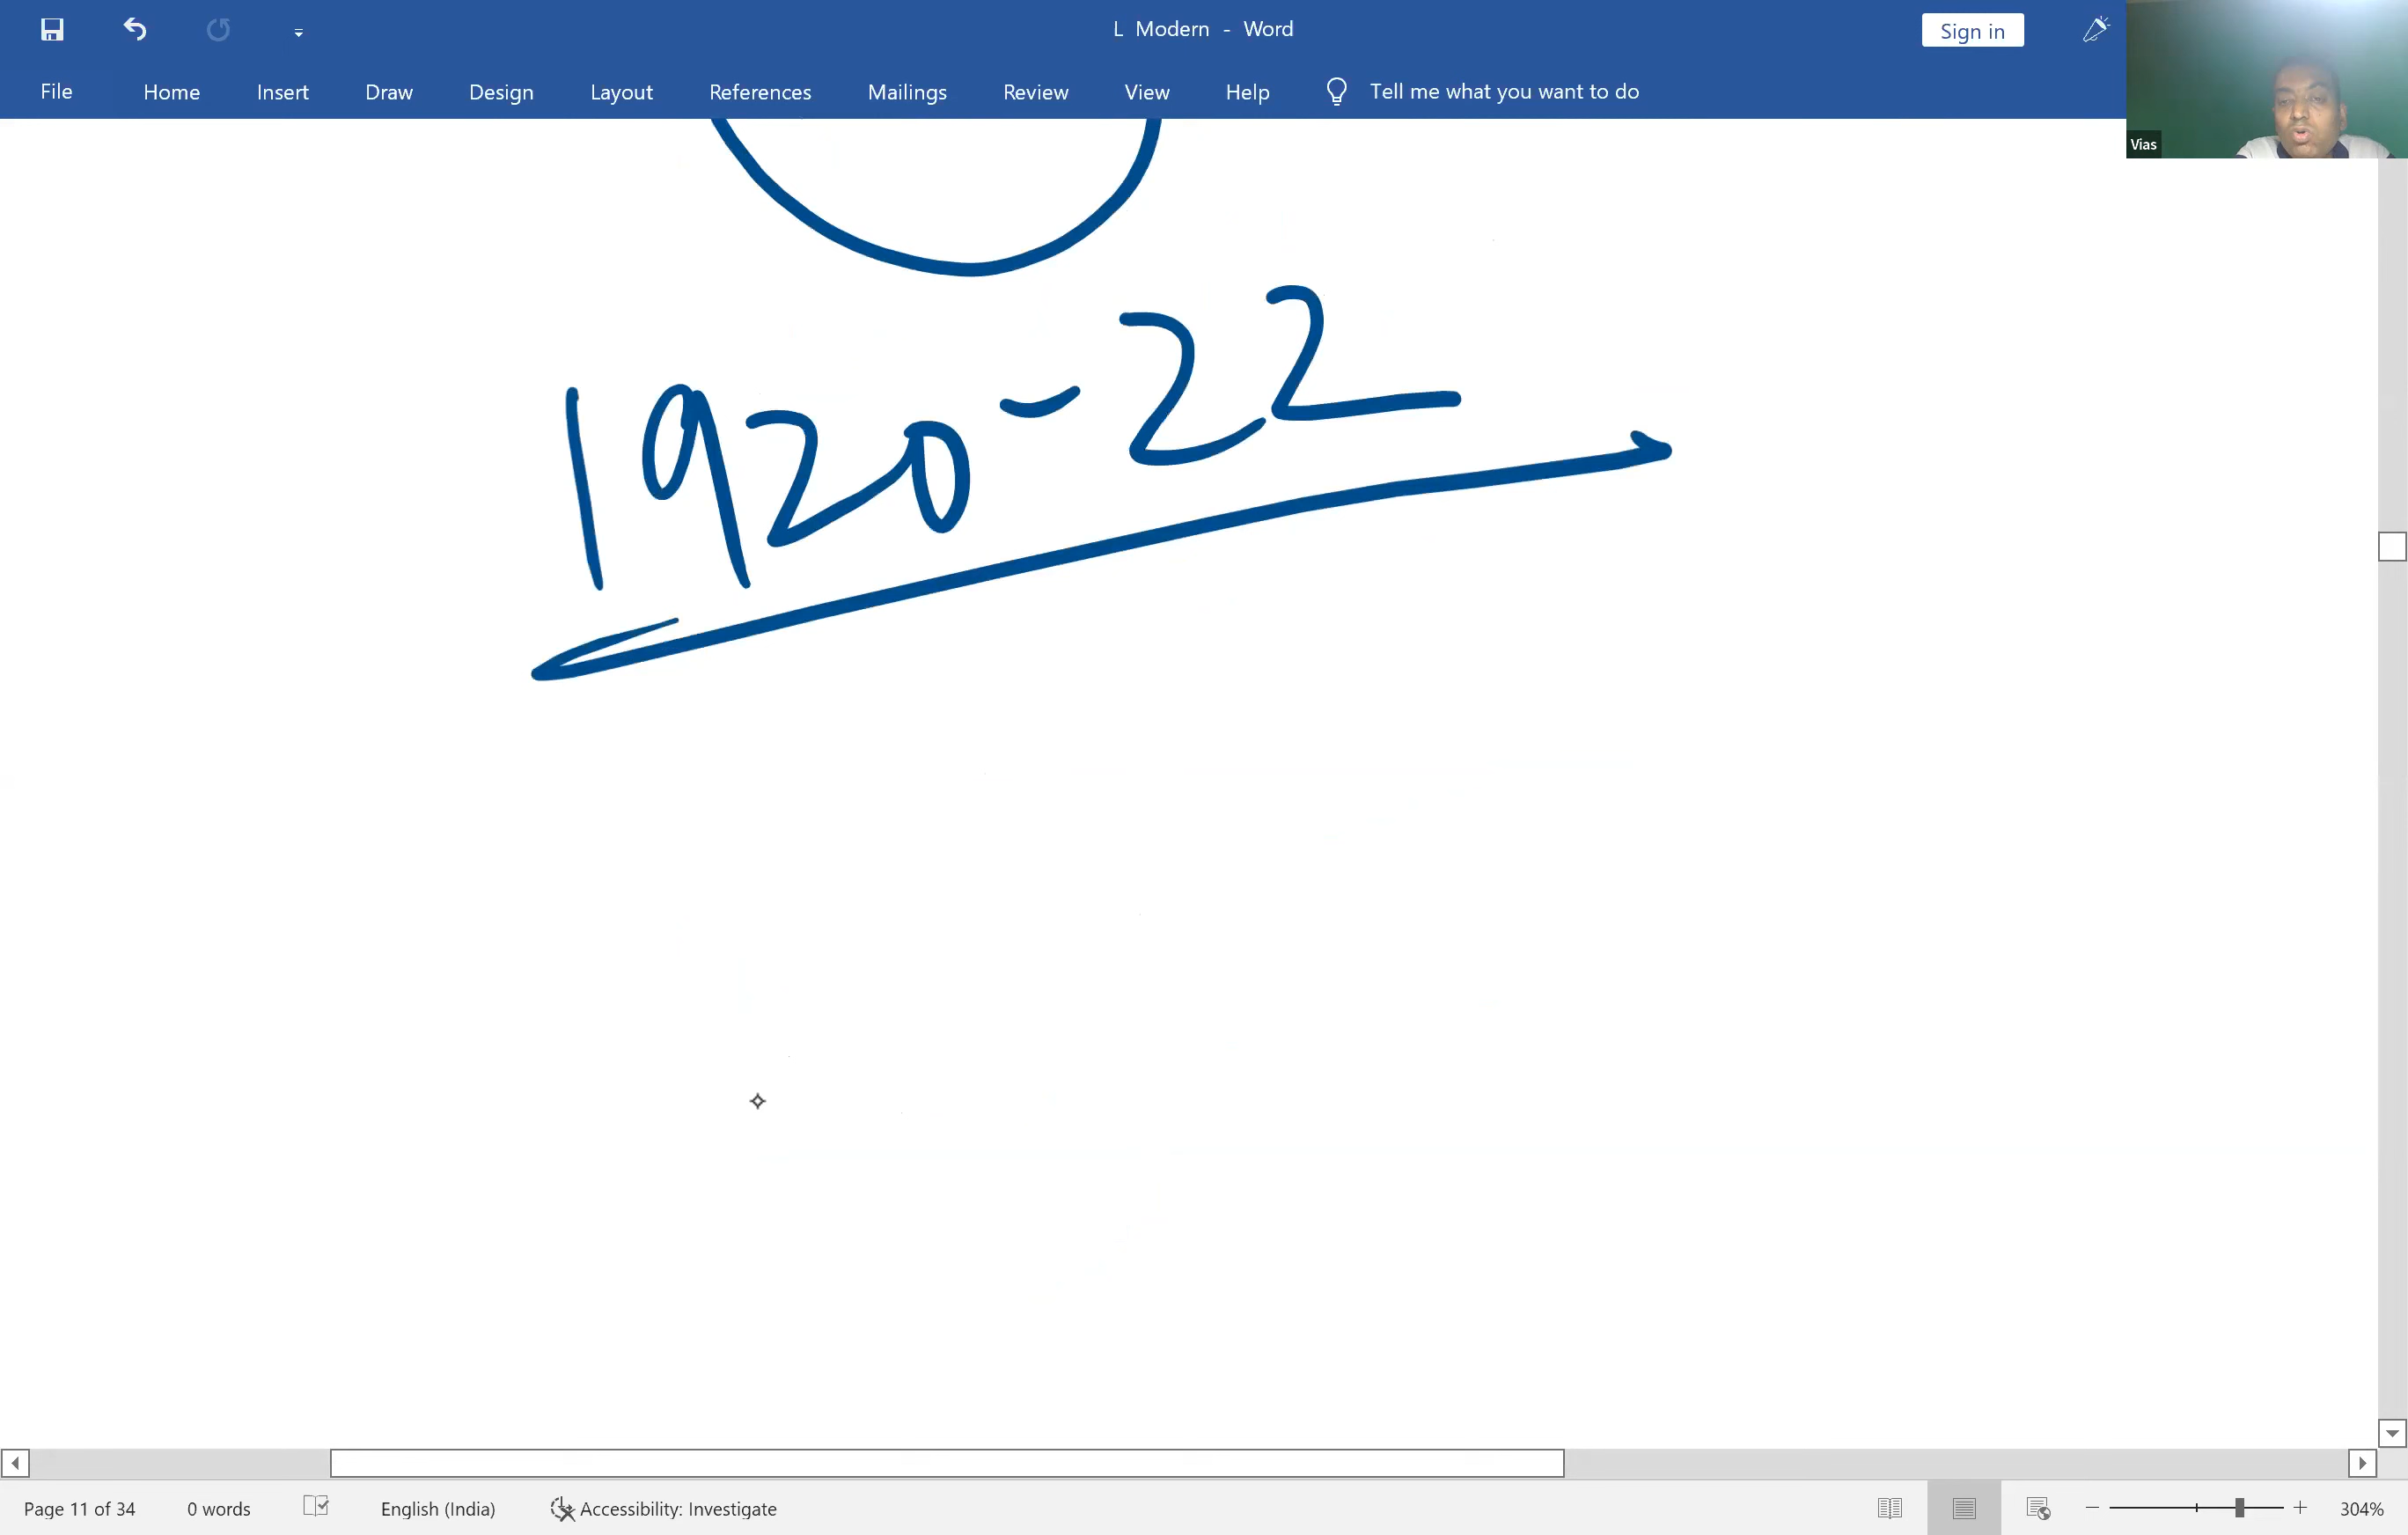 L Modern - Word
Sign in
Vias
File Home Insert Draw Design Layout References Mailings Review View Help Tell me what you want to do
1920-22
Page 11 of 34 0 words English (India) Accessibility: Investigate 304%